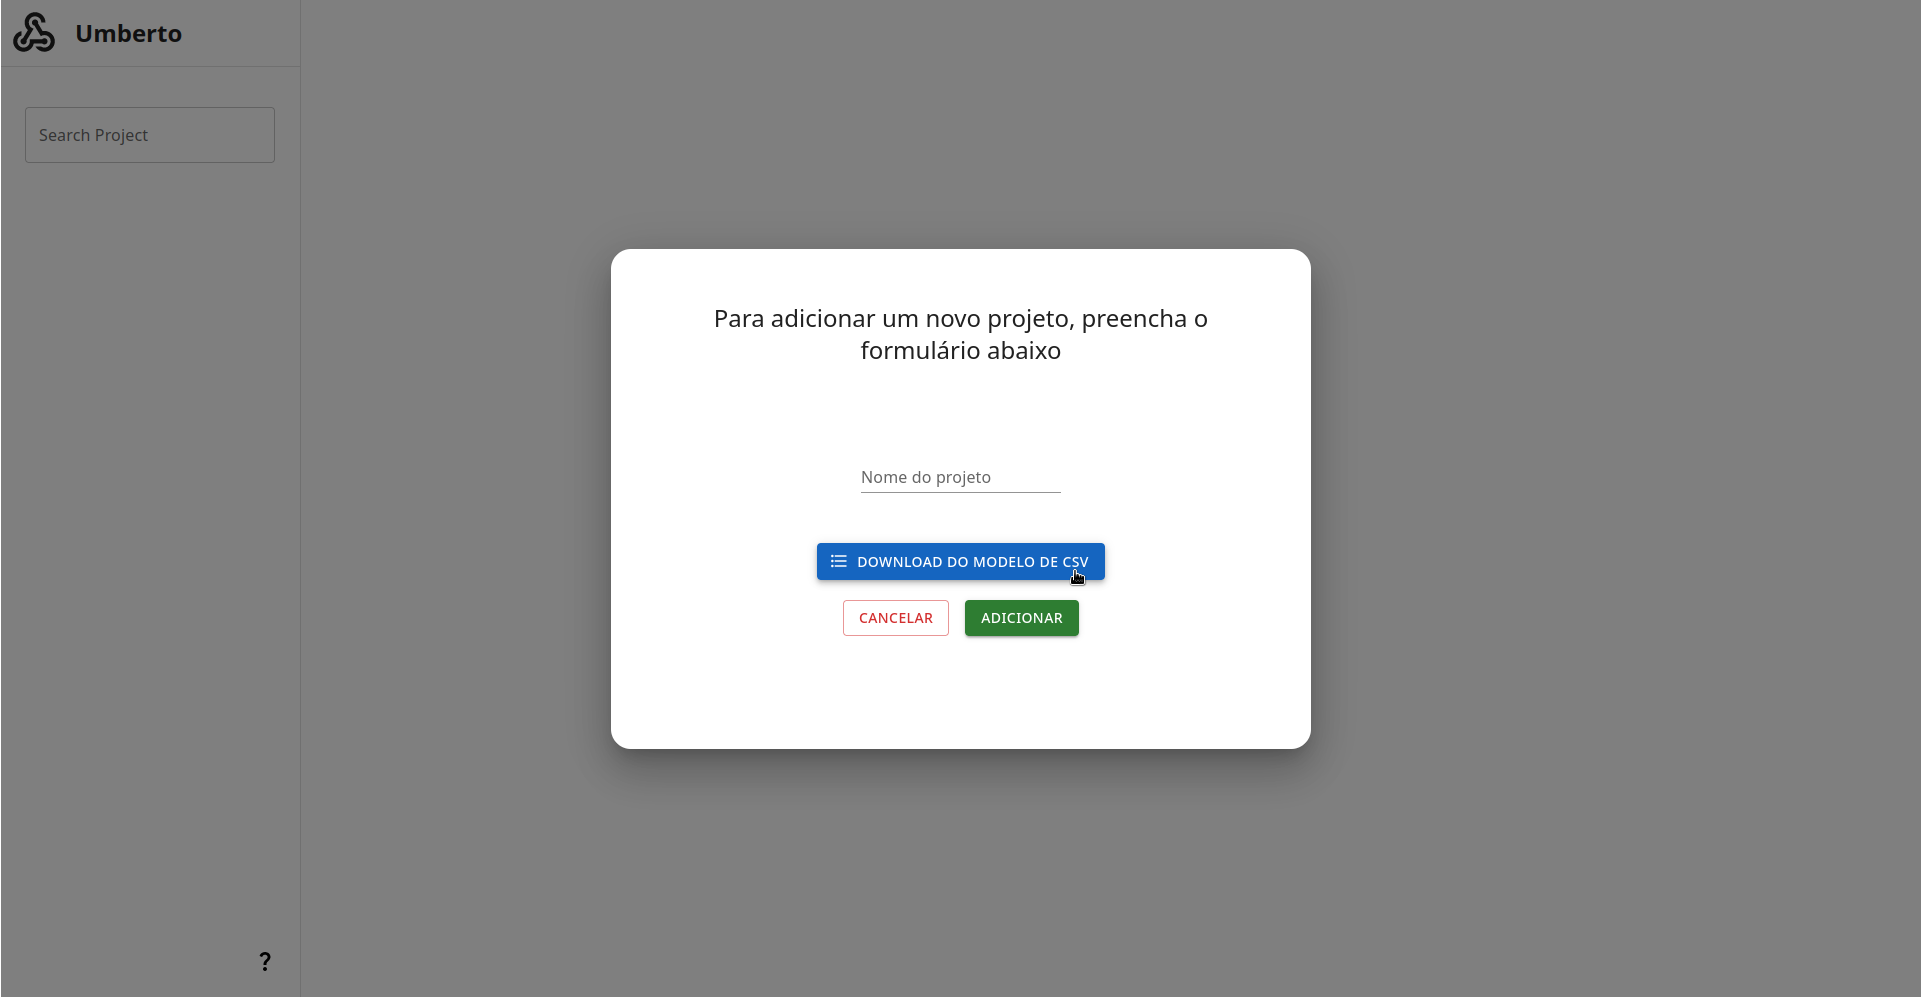 Umberto
Search Project
Para adicionar um novo projeto, preencha o
formulário abaixo
Nome do projeto
DOWNLOAD DO MODELO DE CSV
CANCELAR
ADICIONAR
?